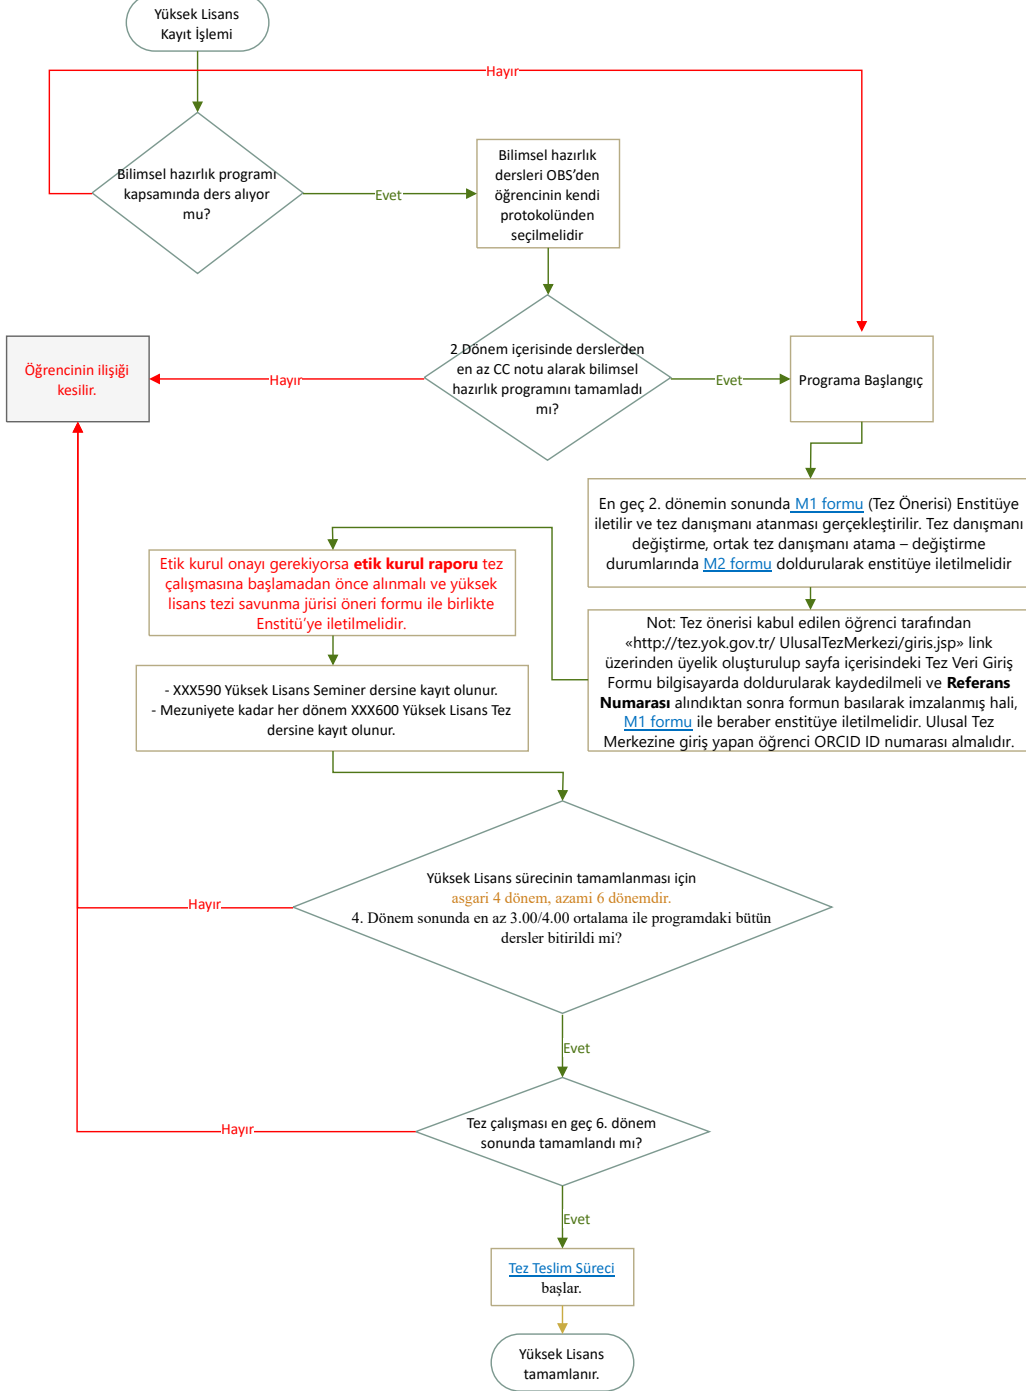 Yüksek Lisans
Kayıt İşlemi
Hayır
Bilimsel hazırlık programı
kapsamında ders alıyor
mu?
Evet
Bilimsel hazırlık
dersleri OBS’den
öğrencinin kendi
protokolünden
seçilmelidir
Öğrencinin ilişiği
kesilir.
Hayır
2 Dönem içerisinde derslerden
en az CC notu alarak bilimsel
hazırlık programını tamamladı
mı?
Evet
Programa Başlangıç
En geç 2. dönemin sonunda M1 formu (Tez Önerisi) Enstitüye
iletilir ve tez danışmanı atanması gerçekleştirilir. Tez danışmanı
değiştirme, ortak tez danışmanı atama – değiştirme
durumlarında M2 formu doldurularak enstitüye iletilmelidir
Etik kurul onayı gerekiyorsa etik kurul raporu tez
çalışmasına başlamadan önce alınmalı ve yüksek
lisans tezi savunma jürisi öneri formu ile birlikte
Enstitü’ye iletilmelidir.
Not: Tez önerisi kabul edilen öğrenci tarafından
«http://tez.yok.gov.tr/ UlusalTezMerkezi/giris.jsp» link
üzerinden üyelik oluşturulup sayfa içerisindeki Tez Veri Giriş
Formu bilgisayarda doldurularak kaydedilmeli ve Referans
Numarası alındıktan sonra formun basılarak imzalanmış hali,
M1 formu ile beraber enstitüye iletilmelidir. Ulusal Tez
Merkezine giriş yapan öğrenci ORCID ID numarası almalıdır.
- XXX590 Yüksek Lisans Seminer dersine kayıt olunur.
- Mezuniyete kadar her dönem XXX600 Yüksek Lisans Tez
dersine kayıt olunur.
Yüksek Lisans sürecinin tamamlanması için
asgari 4 dönem, azami 6 dönemdir.
4. Dönem sonunda en az 3.00/4.00 ortalama ile programdaki bütün
dersler bitirildi mi?
Hayır
Evet
Tez çalışması en geç 6. dönem
sonunda tamamlandı mı?
Hayır
Evet
Tez Teslim Süreci
başlar.
Yüksek Lisans
tamamlanır.